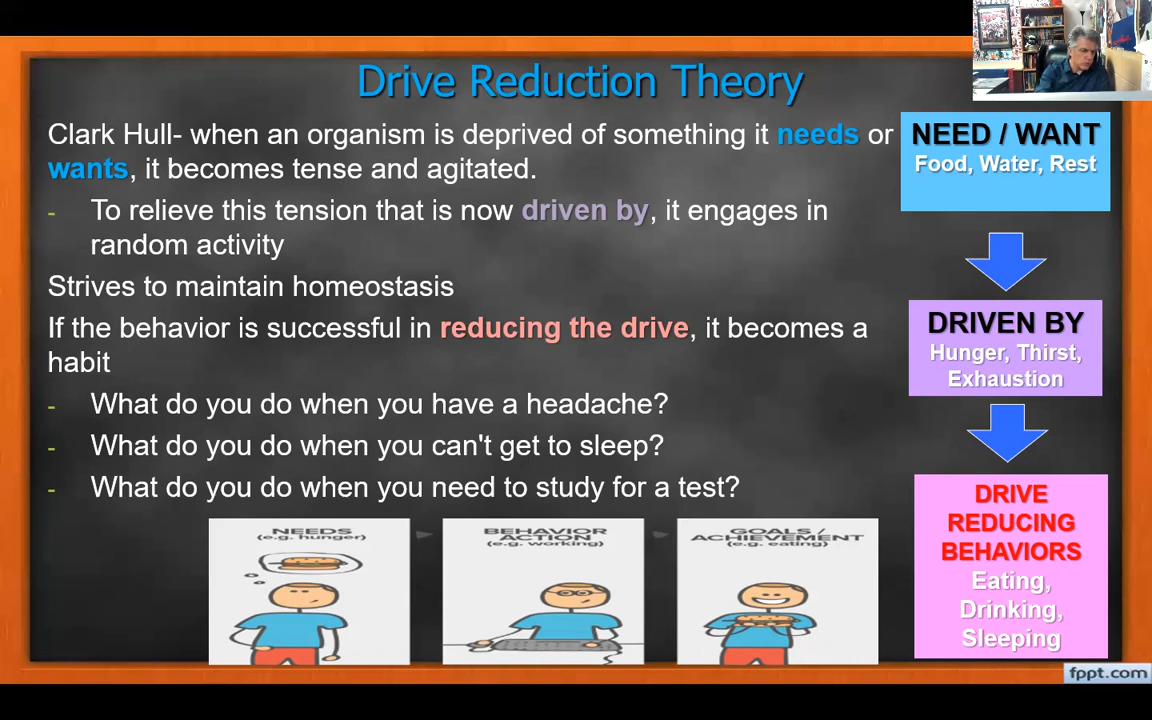 Drive Reduction Theory
Clark Hull- when an organism is deprived of something it needs or
wants, it becomes tense and agitated.
- To relieve this tension that is now driven by, it engages in
random activity
Strives to maintain homeostasis
If the behavior is successful in reducing the drive, it becomes a
habit
- What do you do when you have a headache?
- What do you do when you can't get to sleep?
- What do you do when you need to study for a test?
NEED / WANT
Food, Water, Rest
DRIVEN BY
Hunger, Thirst,
Exhaustion
DRIVE
REDUCING
BEHAVIORS
Eating,
Drinking,
Sleeping
NEEDS
(e.g. hunger)
BEHAVIOR
ACTION
(e.g. working)
GOALS /
ACHIEVEMENT
(e.g. eating)
fppt.com